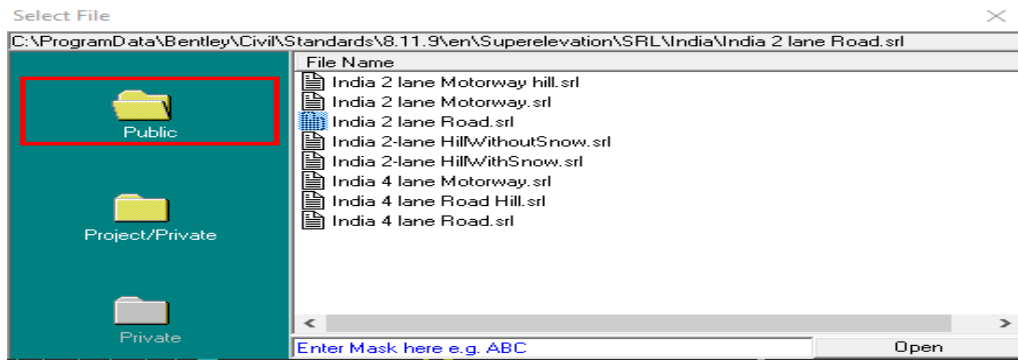 Select File
C:\ProgramData\Bentley\Civil\Standards\8.11.9\en\Superelevation\SRL\India\India 2 lane Road.srl
File Name
India 2 lane Motorway hill.srl
India 2 lane Motorway.srl
India 2 lane Road.srl
India 2-lane HillWithoutSnow.srl
India 2-lane HillWithSnow.srl
India 4 lane Motorway.srl
India 4 lane Road Hill.srl
India 4 lane Road.srl
Public
Project/Private
Private
Enter Mask here e.g. ABC
Open